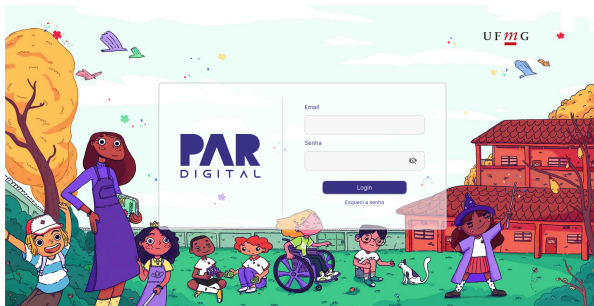 UFmG
PAR
DIGITAL
Email
Senha
Login
Esqueci a senha